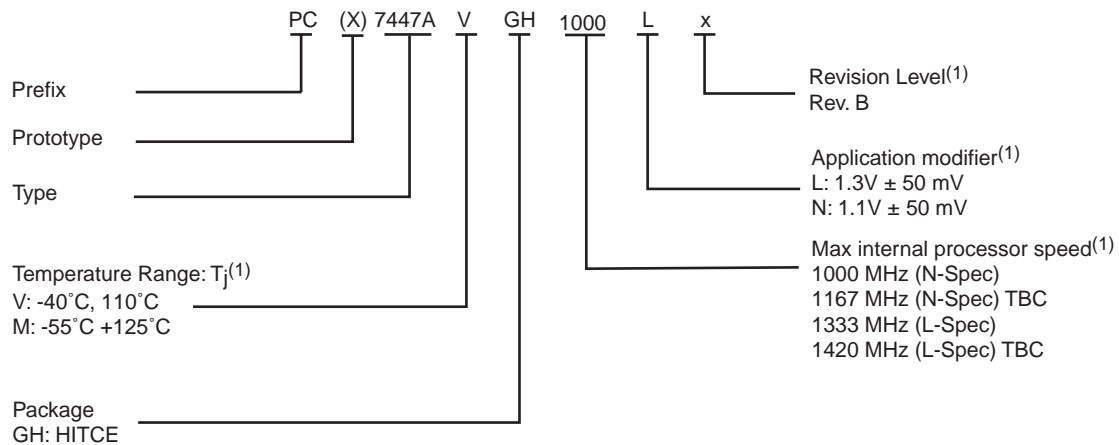 PC (X) 7447A V GH 1000 L x
Prefix
Prototype
Type
Temperature Range: Tj(1)
V: -40˚C, 110˚C
M: -55˚C +125˚C
Package
GH: HITCE
Revision Level(1)
Rev. B
Application modifier(1)
L: 1.3V ± 50 mV
N: 1.1V ± 50 mV
Max internal processor speed(1)
1000 MHz (N-Spec)
1167 MHz (N-Spec) TBC
1333 MHz (L-Spec)
1420 MHz (L-Spec) TBC